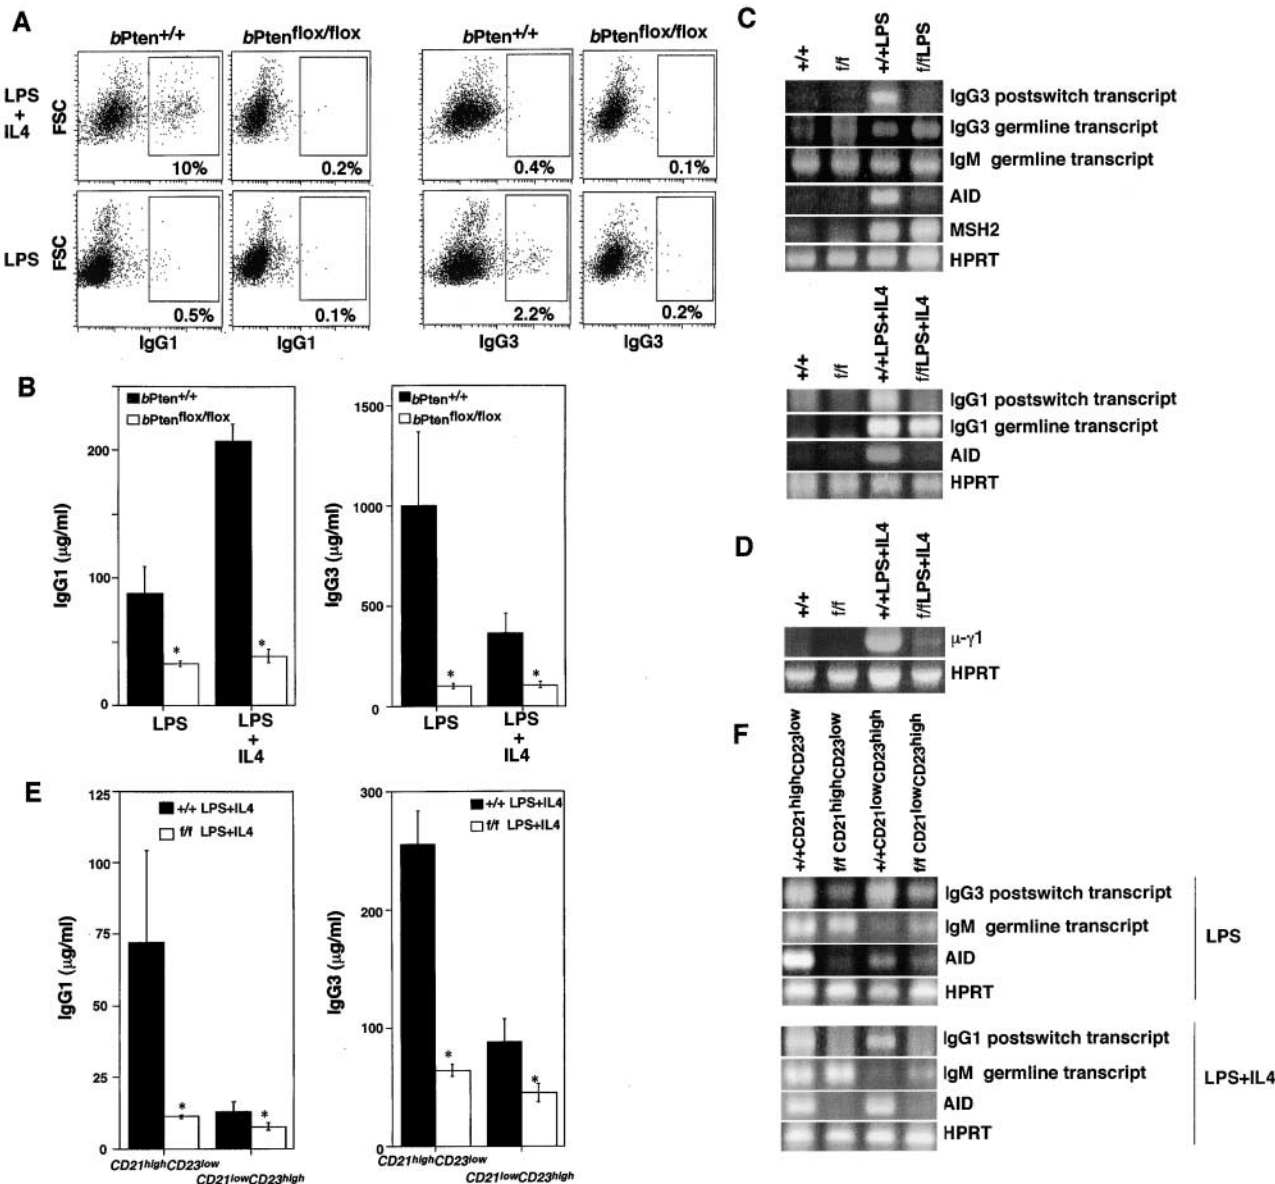 A
bPten+/+
bPtenflox/flox
bPten+/+
bPtenflox/flox
LPS
+
IL4
FSC
10%
0.2%
0.4%
0.1%
LPS
FSC
0.5%
0.1%
2.2%
0.2%
IgG1
IgG1
IgG3
IgG3
B
bPten+/+
bPtenflox/flox
200
100
0
IgG1 (µg/ml)
* *
LPS
LPS
+
IL4
bPten+/+
bPtenflox/flox
1500
1000
500
0
IgG3 (µg/ml)
* *
LPS
LPS
+
IL4
C
+/+
f/f
+/+LPS
f/fLPS
IgG3 postswitch transcript
IgG3 germline transcript
IgM germline transcript
AID
MSH2
HPRT
+/+
f/f
+/+LPS+IL4
f/fLPS+IL4
IgG1 postswitch transcript
IgG1 germline transcript
AID
HPRT
D
+/+
f/f
+/+LPS+IL4
f/fLPS+IL4
µ-γ1
HPRT
E
+/+ LPS+IL4
f/f LPS+IL4
125
100
75
50
25
0
IgG1 (µg/ml)
* *
CD21highCD23low
CD21lowCD23high
+/+ LPS+IL4
f/f LPS+IL4
300
200
100
0
IgG3 (µg/ml)
* *
CD21highCD23low
CD21lowCD23high
F
+/+CD21highCD23low
f/f CD21highCD23low
+/+CD21lowCD23high
f/f CD21lowCD23high
IgG3 postswitch transcript
IgM germline transcript
AID
HPRT
LPS
IgG1 postswitch transcript
IgM germline transcript
AID
HPRT
LPS+IL4